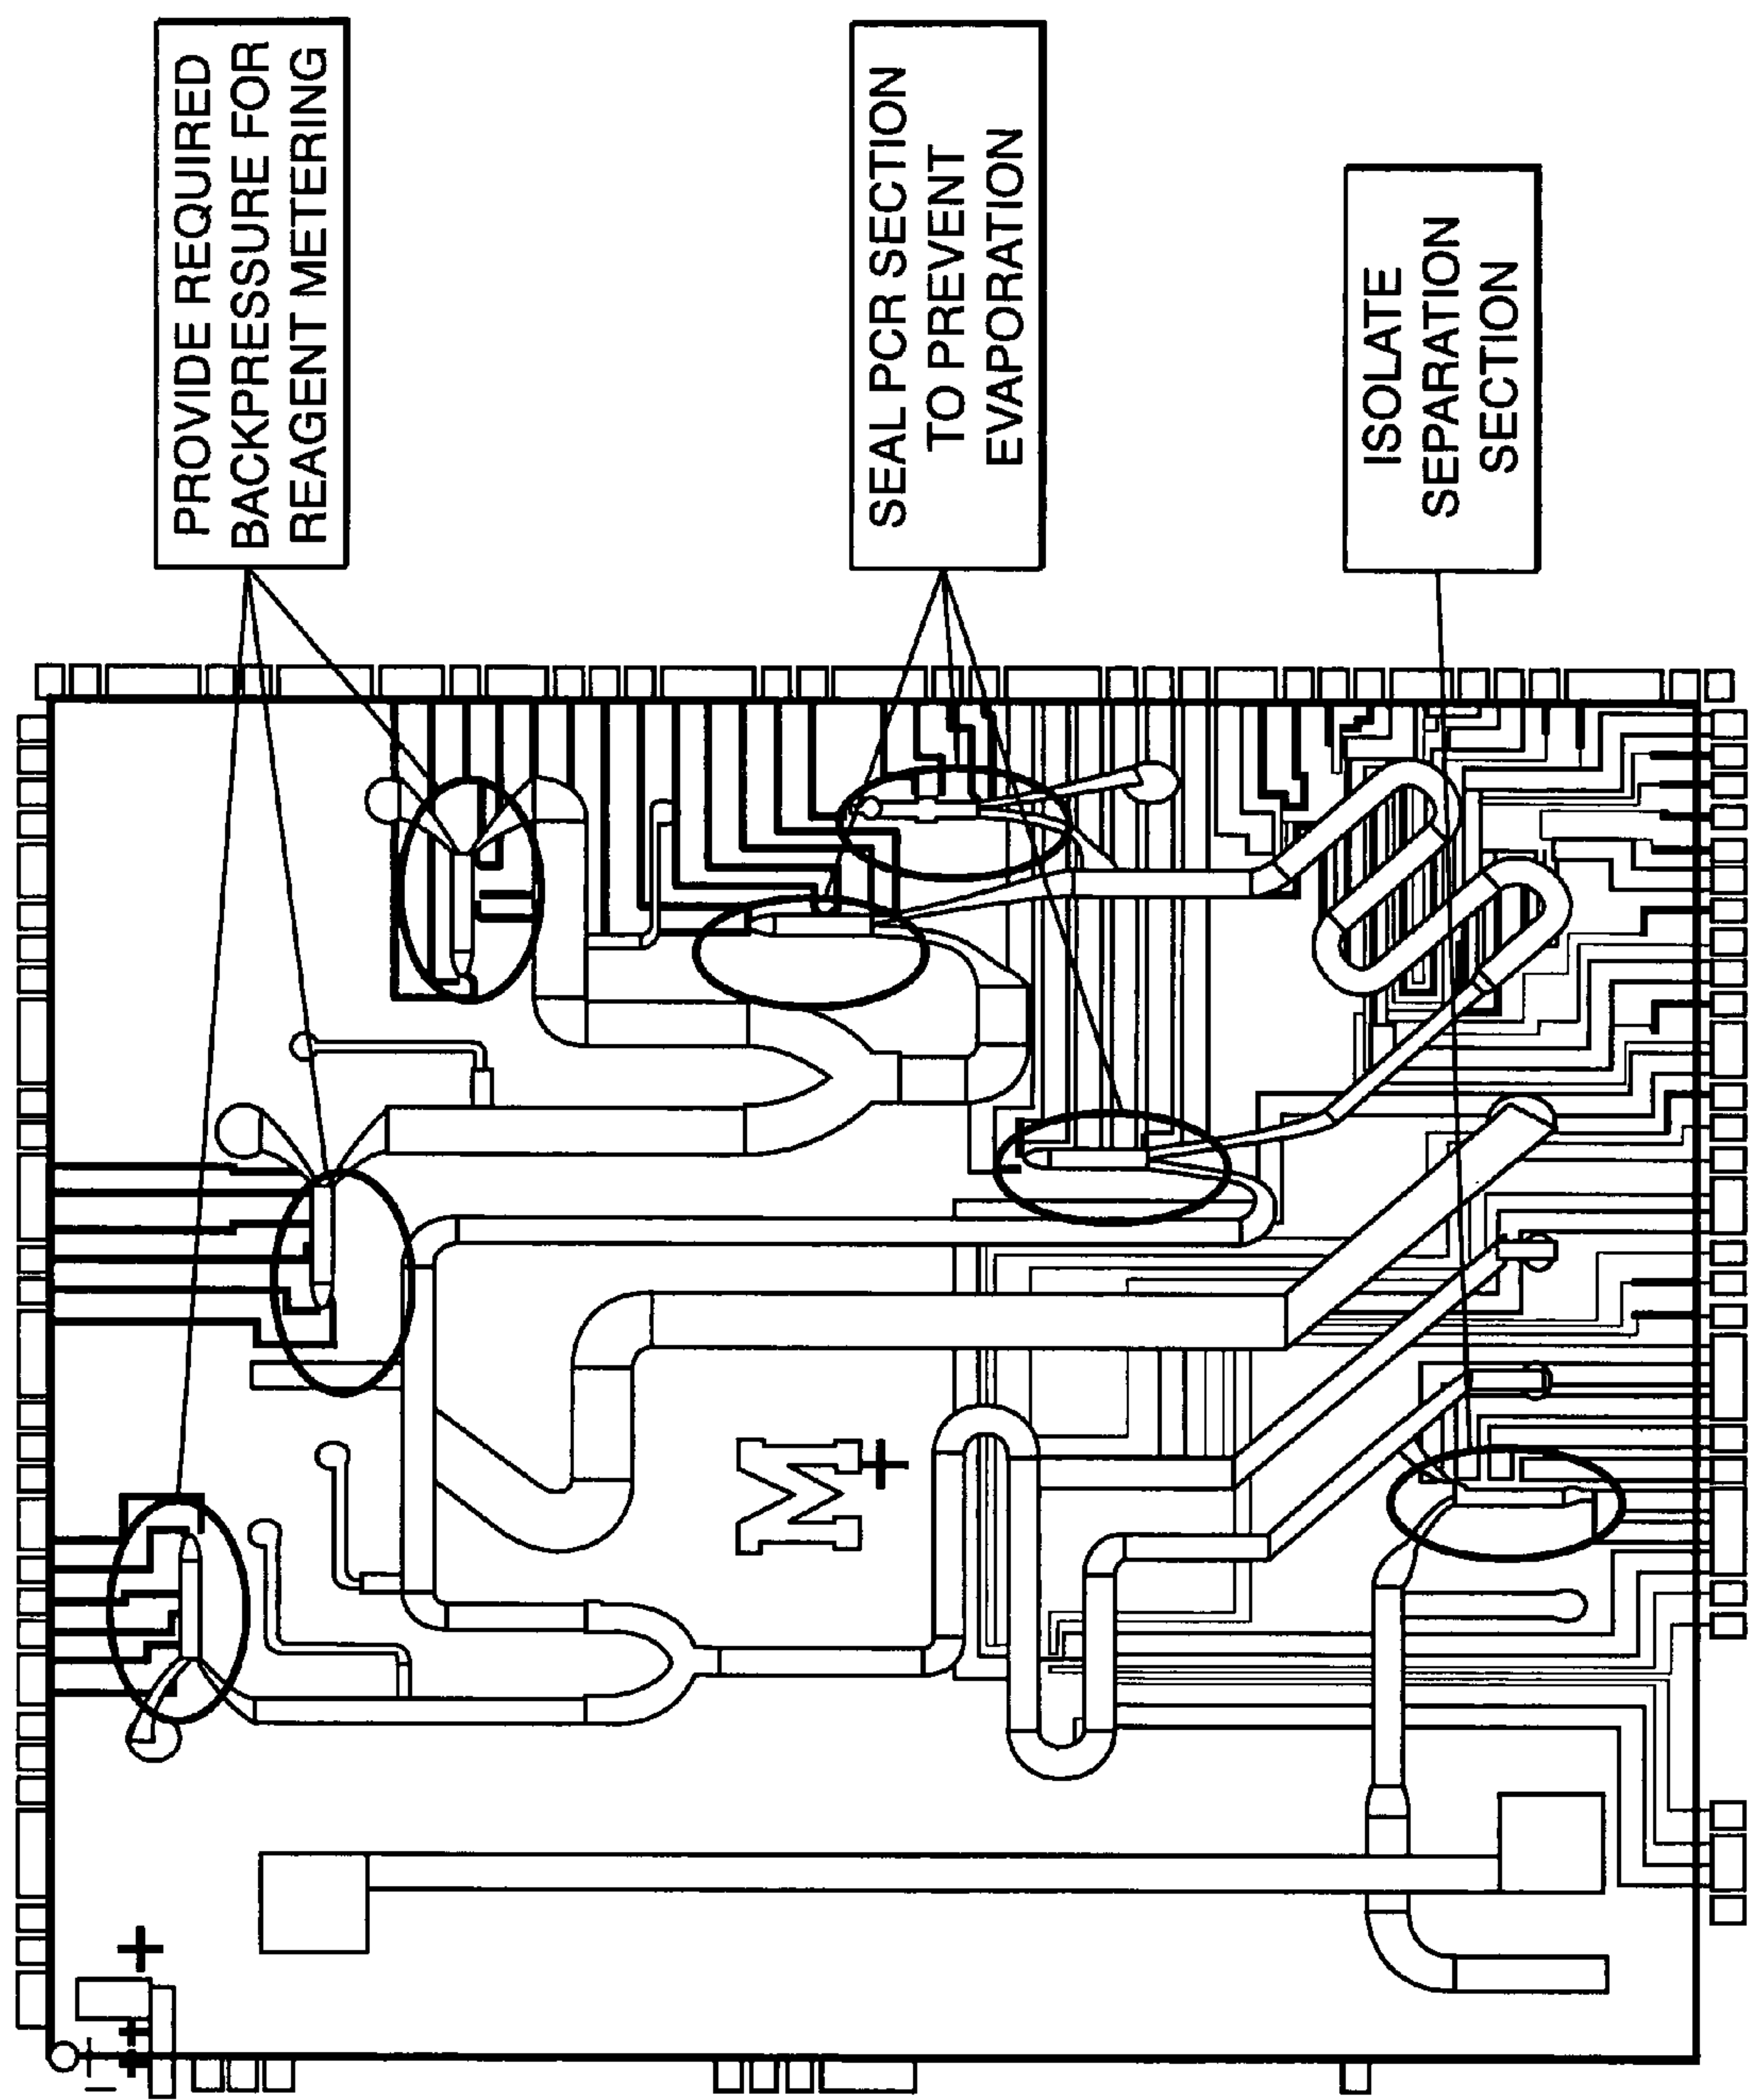 PROVIDE REQUIRED
BACKPRESSURE FOR
REAGENT METERING
SEAL PCR SECTION
TO PREVENT
EVAPORATION
ISOLATE
SEPARATION
SECTION
M